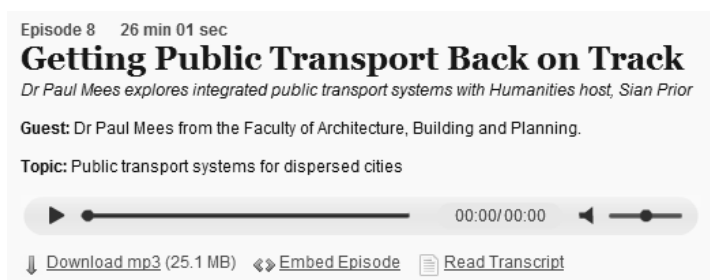 Episode 8 26 min 01 sec
Getting Public Transport Back on Track
Dr Paul Mees explores integrated public transport systems with Humanities host, Sian Prior
Guest: Dr Paul Mees from the Faculty of Architecture, Building and Planning.
Topic: Public transport systems for dispersed cities
00:00/00:00
Download mp3 (25.1 MB) Embed Episode Read Transcript